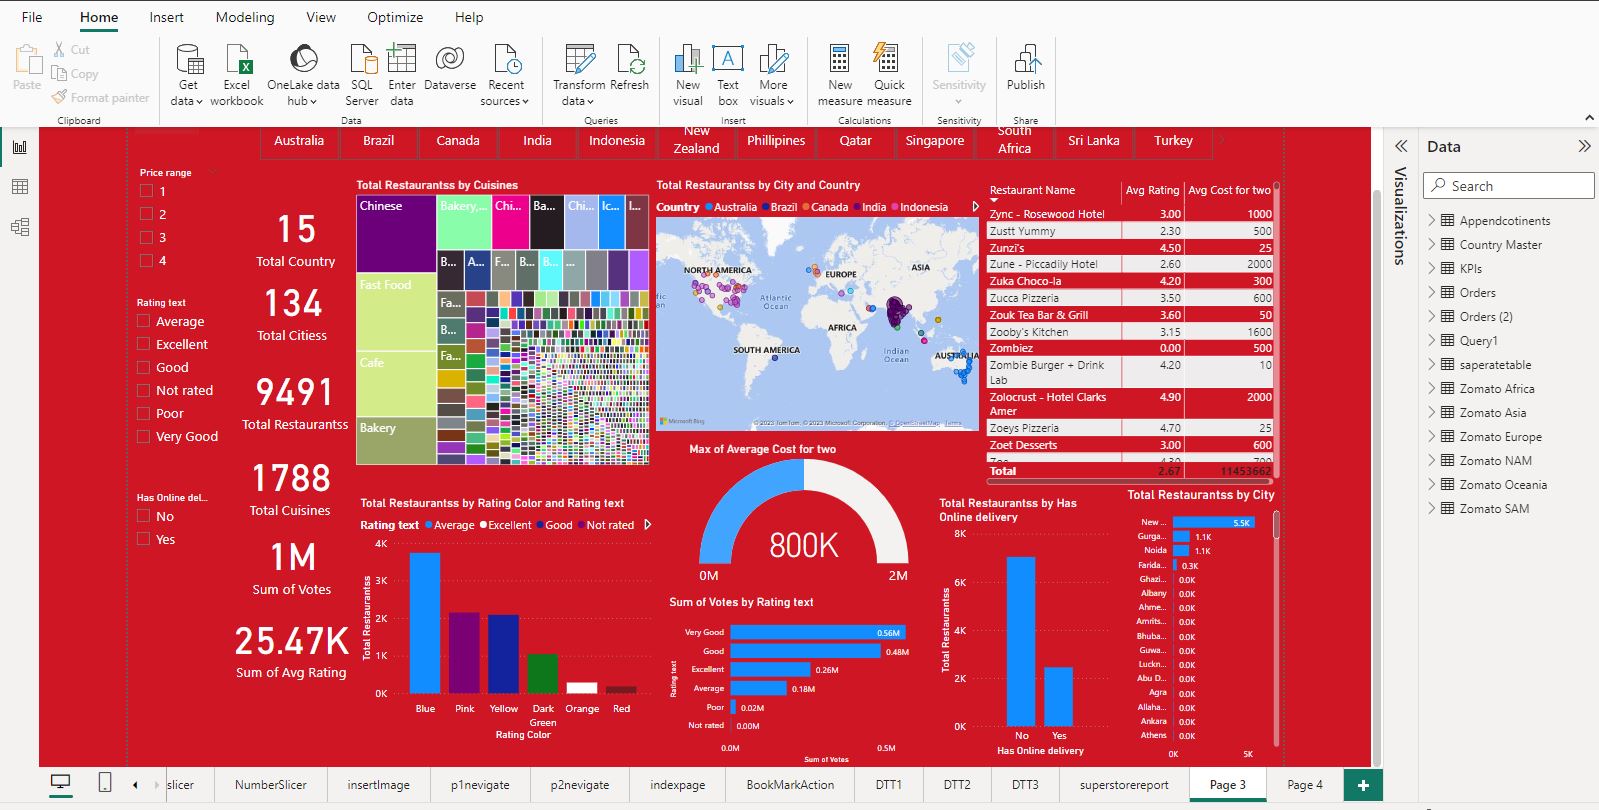 File Home Insert Modeling View Optimize Help
Paste
Cut
Copy
Format painter
Clipboard
Get data
Excel workbook
OneLake data hub
SQL Server
Enter data
Dataverse
Recent sources
Data
Transform data
Refresh
Queries
New visual
Text box
More visuals
Insert
New measure
Quick measure
Calculations
Sensitivity
Sensitivity
Publish
Share
Australia Brazil Canada India Indonesia New Zealand Phillipines Qatar Singapore South Africa Sri Lanka Turkey
Price range
1
2
3
4
Rating text
Average
Excellent
Good
Not rated
Poor
Very Good
Has Online del...
No
Yes
15
Total Country
134
Total Citiess
9491
Total Restaurantss
1788
Total Cuisines
1M
Sum of Votes
25.47K
Sum of Avg Rating
Total Restaurantss by Cuisines
Chinese Bakery,... Chi... Ba... Chi... Ic... I...
B... A... F... B... B... ...
Fast Food Fa...
B...
Cafe Fa...
Bakery
Total Restaurantss by City and Country
Country Australia Brazil Canada India Indonesia
NORTH AMERICA
EUROPE
ASIA
Atlantic Ocean
AFRICA
SOUTH AMERICA
Indian Ocean
AUSTRALIA
Microsoft Bing
© 2023 TomTom, © 2023 Microsoft Corporation, © OpenStreetMap Terms
Restaurant Name Avg Rating Avg Cost for two
Zync - Rosewood Hotel 3.00 1000
Zustt Yummy 2.30 500
Zunzi's 4.50 25
Zune - Piccadily Hotel 2.60 2000
Zuka Choco-la 4.20 300
Zucca Pizzeria 3.50 600
Zouk Tea Bar & Grill 3.60 50
Zooby's Kitchen 3.15 1600
Zombiez 0.00 500
Zombie Burger + Drink Lab 4.20 10
Zolocrust - Hotel Clarks Amer 4.90 2000
Zoeys Pizzeria 4.70 25
Zoet Desserts 3.00 600
Total 2.67 11453662
Total Restaurantss by Rating Color and Rating text
Rating text Average Excellent Good Not rated
Total Restaurantss
4K
3K
2K
1K
0K
Blue Pink Yellow Dark Green Orange Red
Rating Color
Max of Average Cost for two
800K
0M 2M
Sum of Votes by Rating text
Rating text
Very Good 0.56M
Good 0.48M
Excellent 0.26M
Average 0.18M
Poor 0.02M
Not rated 0.00M
0.0M 0.5M
Sum of Votes
Total Restaurantss by Has Online delivery
Total Restaurantss
8K
6K
4K
2K
0K
No Yes
Has Online delivery
Total Restaurantss by City
New ... 5.5K
Gurga... 1.1K
Noida 1.1K
Farida... 0.3K
Ghazi... 0.0K
Albany 0.0K
Ahme... 0.0K
Amrits... 0.0K
Bhuba... 0.0K
Guwa... 0.0K
Luckn... 0.0K
Abu D... 0.0K
Agra 0.0K
Allaha... 0.0K
Ankara 0.0K
Athens 0.0K
0K 5K
Visualizations
Data
Search
Appendcotinents
Country Master
KPIs
Orders
Orders (2)
Query1
saperatetable
Zomato Africa
Zomato Asia
Zomato Europe
Zomato NAM
Zomato Oceania
Zomato SAM
slicer NumberSlicer insertImage p1nevigate p2nevigate indexpage BookMarkAction DTT1 DTT2 DTT3 superstorereport Page 3 Page 4